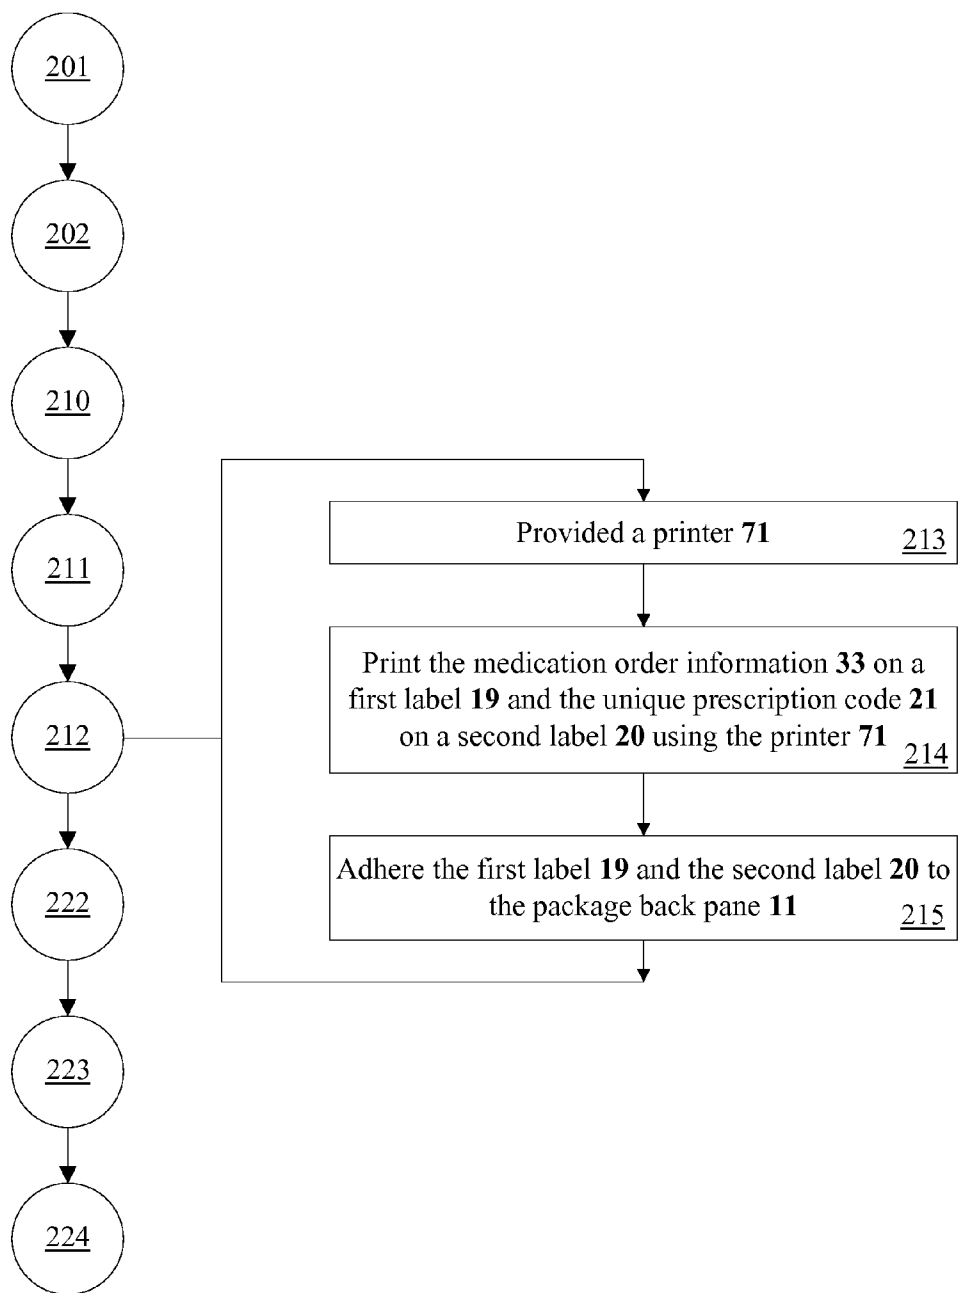 201
202
210
211
212
222
223
224
Provided a printer 71
213
Print the medication order information 33 on a
first label 19 and the unique prescription code 21
on a second label 20 using the printer 71
214
Adhere the first label 19 and the second label 20 to
the package back pane 11
215